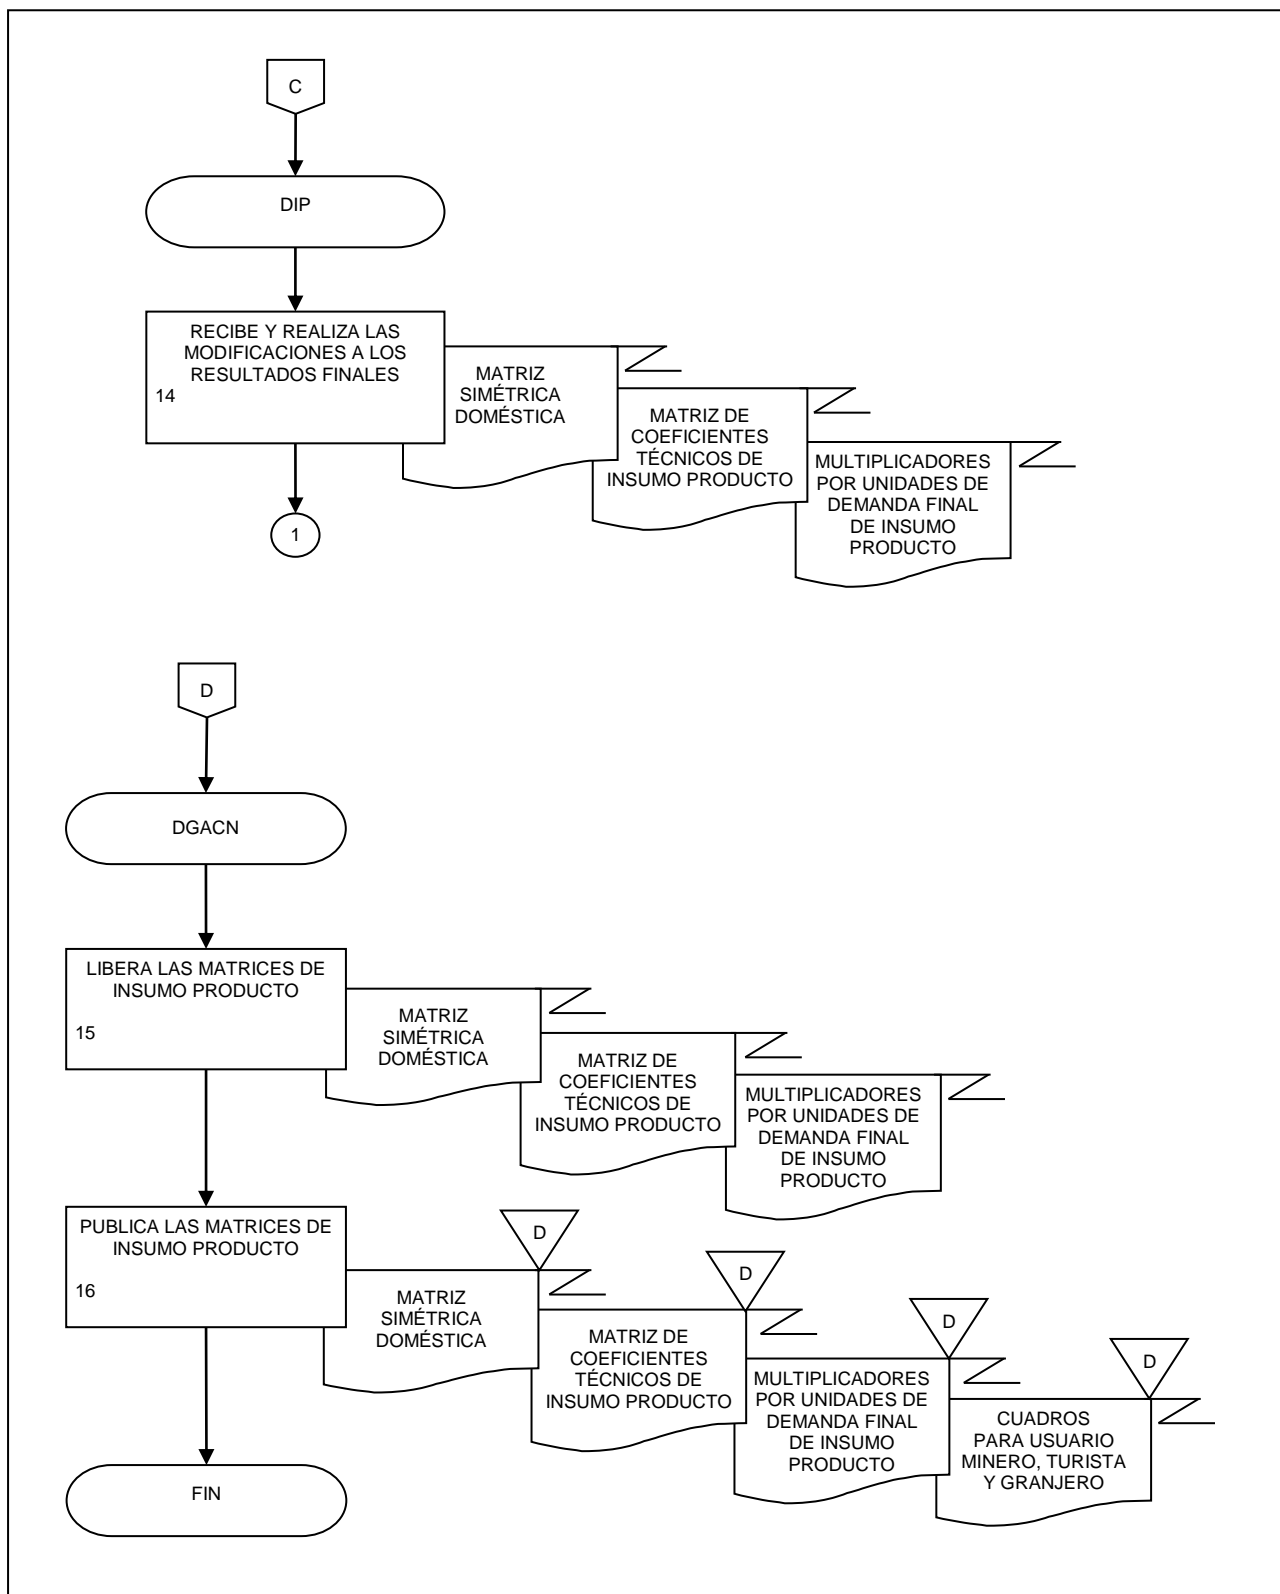 C
DIP
RECIBE Y REALIZA LAS
MODIFICACIONES A LOS
RESULTADOS FINALES
14
MATRIZ
SIMÉTRICA
DOMÉSTICA
MATRIZ DE
COEFICIENTES
TÉCNICOS DE
INSUMO PRODUCTO
MULTIPLICADORES
POR UNIDADES DE
DEMANDA FINAL
DE INSUMO
PRODUCTO
1
D
DGACN
LIBERA LAS MATRICES DE
INSUMO PRODUCTO
15
MATRIZ
SIMÉTRICA
DOMÉSTICA
MATRIZ DE
COEFICIENTES
TÉCNICOS DE
INSUMO PRODUCTO
MULTIPLICADORES
POR UNIDADES DE
DEMANDA FINAL
DE INSUMO
PRODUCTO
PUBLICA LAS MATRICES DE
INSUMO PRODUCTO
16
D
MATRIZ
SIMÉTRICA
DOMÉSTICA
D
MATRIZ DE
COEFICIENTES
TÉCNICOS DE
INSUMO PRODUCTO
D
MULTIPLICADORES
POR UNIDADES DE
DEMANDA FINAL
DE INSUMO
PRODUCTO
D
CUADROS
PARA USUARIO
MINERO, TURISTA
Y GRANJERO
FIN